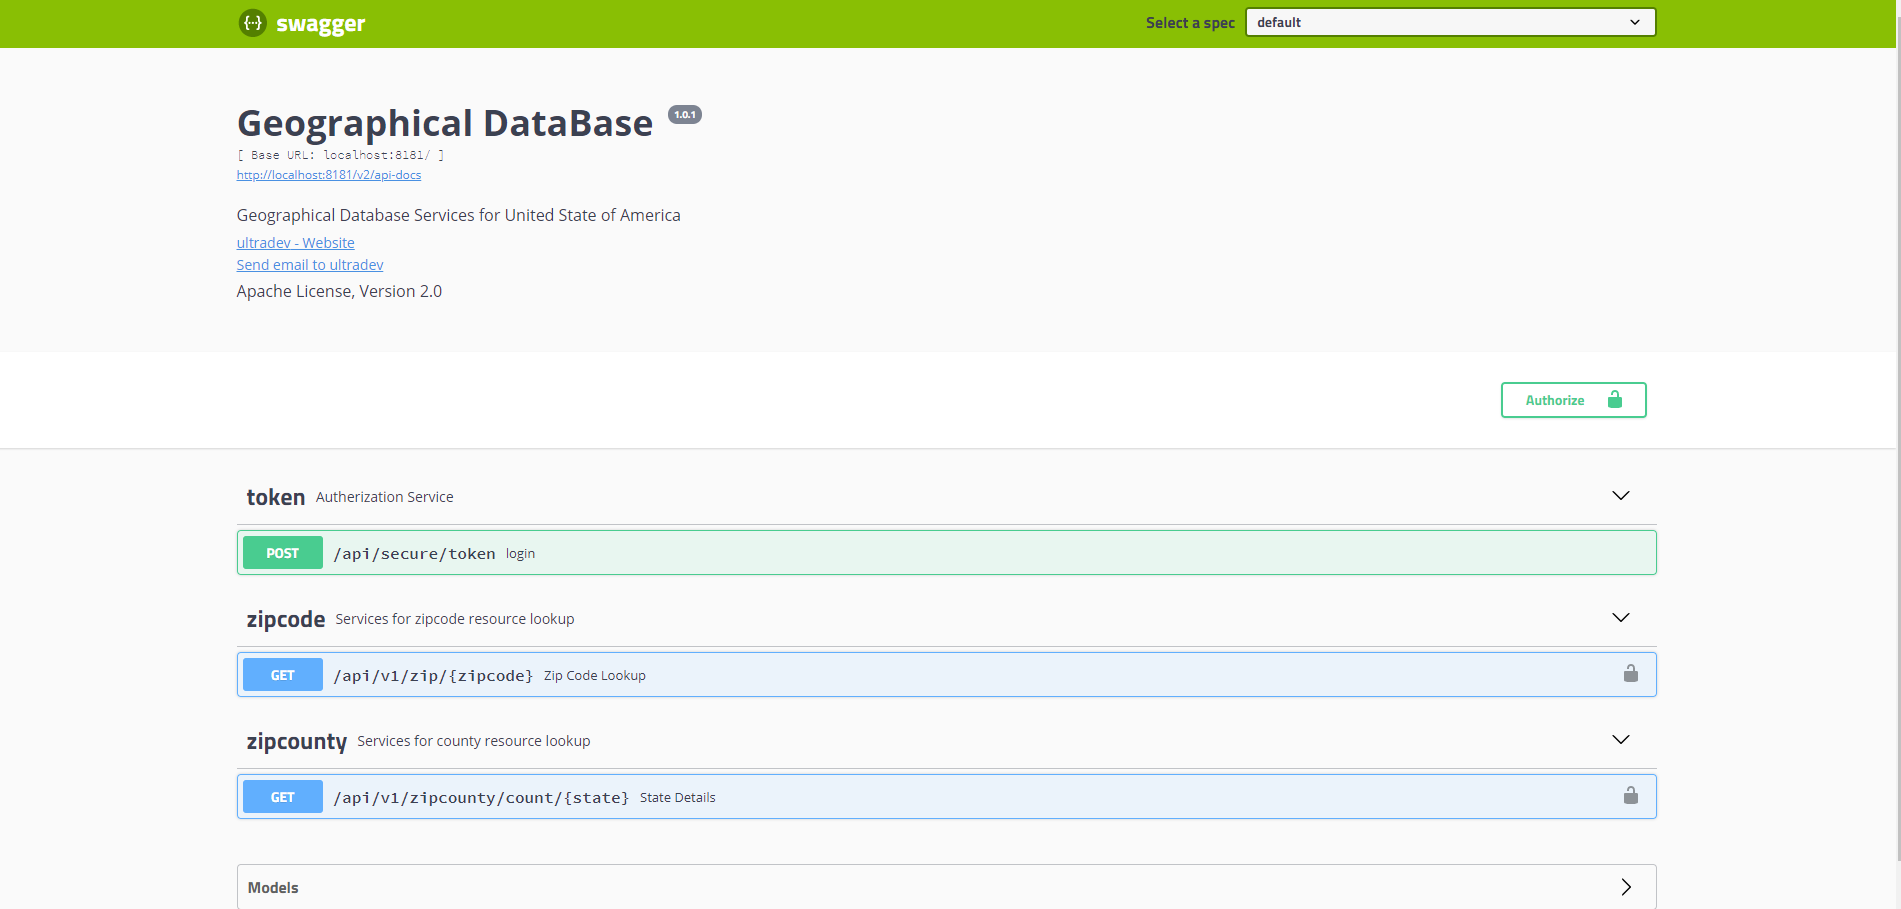 {···} swagger
Select a spec default
Geographical DataBase 1.0.1
[ Base URL: localhost:8181/ ]
http://localhost:8181/v2/api-docs
Geographical Database Services for United State of America
ultradev - Website
Send email to ultradev
Apache License, Version 2.0
Authorize
token Autherization Service
POST /api/secure/token login
zipcode Services for zipcode resource lookup
GET /api/v1/zip/{zipcode} Zip Code Lookup
zipcounty Services for county resource lookup
GET /api/v1/zipcounty/count/{state} State Details
Models